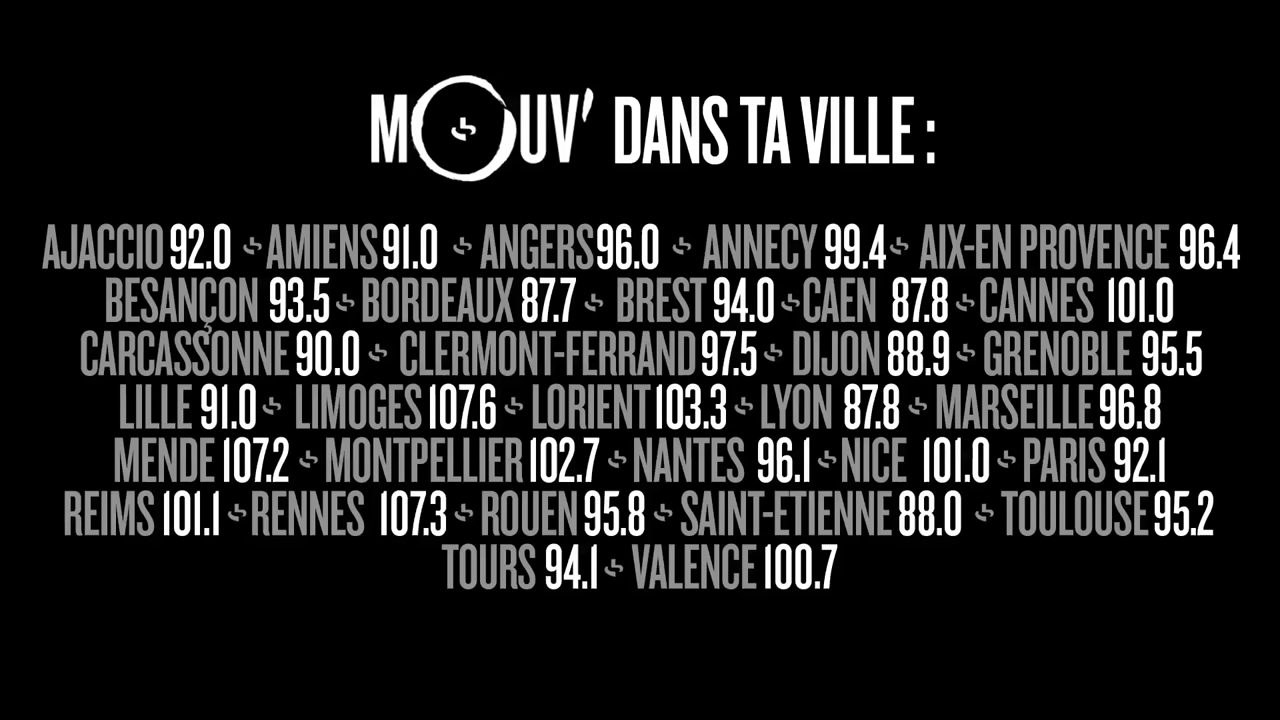 MOUV' DANS TA VILLE :
AJACCIO 92.0 AMIENS 91.0 ANGERS 96.0 ANNECY 99.4 AIX-EN PROVENCE 96.4
BESANÇON 93.5 BORDEAUX 87.7 BREST 94.0 CAEN 87.8 CANNES 101.0
CARCASSONNE 90.0 CLERMONT-FERRAND 97.5 DIJON 88.9 GRENOBLE 95.5
LILLE 91.0 LIMOGES 107.6 LORIENT 103.3 LYON 87.8 MARSEILLE 96.8
MENDE 107.2 MONTPELLIER 102.7 NANTES 96.1 NICE 101.0 PARIS 92.1
REIMS 101.1 RENNES 107.3 ROUEN 95.8 SAINT-ETIENNE 88.0 TOULOUSE 95.2
TOURS 94.1 VALENCE 100.7